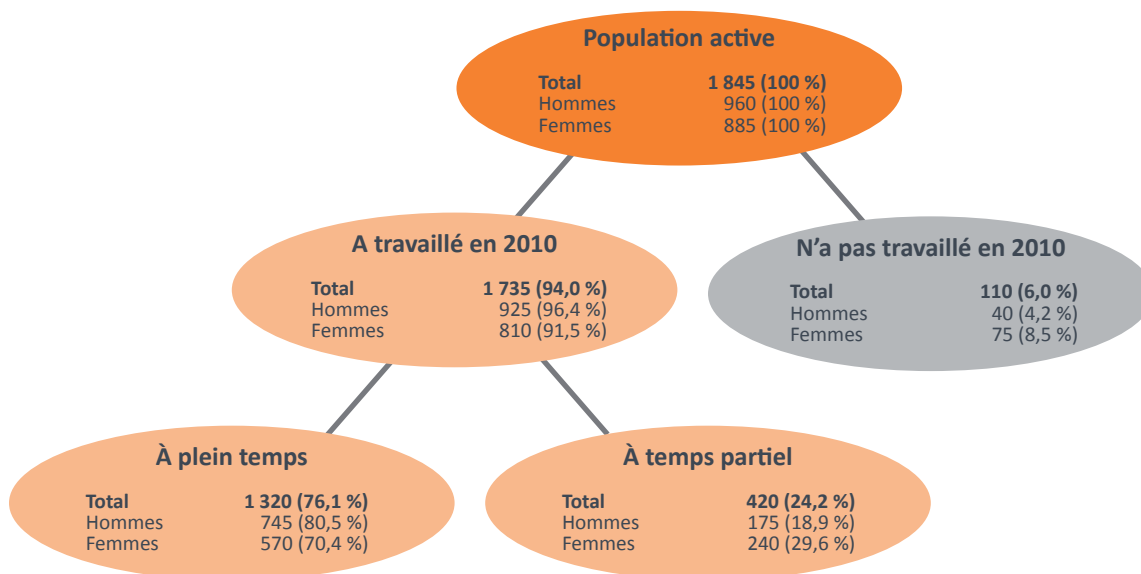 Population active
Total 1 845 (100 %)
Hommes 960 (100 %)
Femmes 885 (100 %)
A travaillé en 2010
Total 1 735 (94,0 %)
Hommes 925 (96,4 %)
Femmes 810 (91,5 %)
N'a pas travaillé en 2010
Total 110 (6,0 %)
Hommes 40 (4,2 %)
Femmes 75 (8,5 %)
À plein temps
Total 1 320 (76,1 %)
Hommes 745 (80,5 %)
Femmes 570 (70,4 %)
À temps partiel
Total 420 (24,2 %)
Hommes 175 (18,9 %)
Femmes 240 (29,6 %)